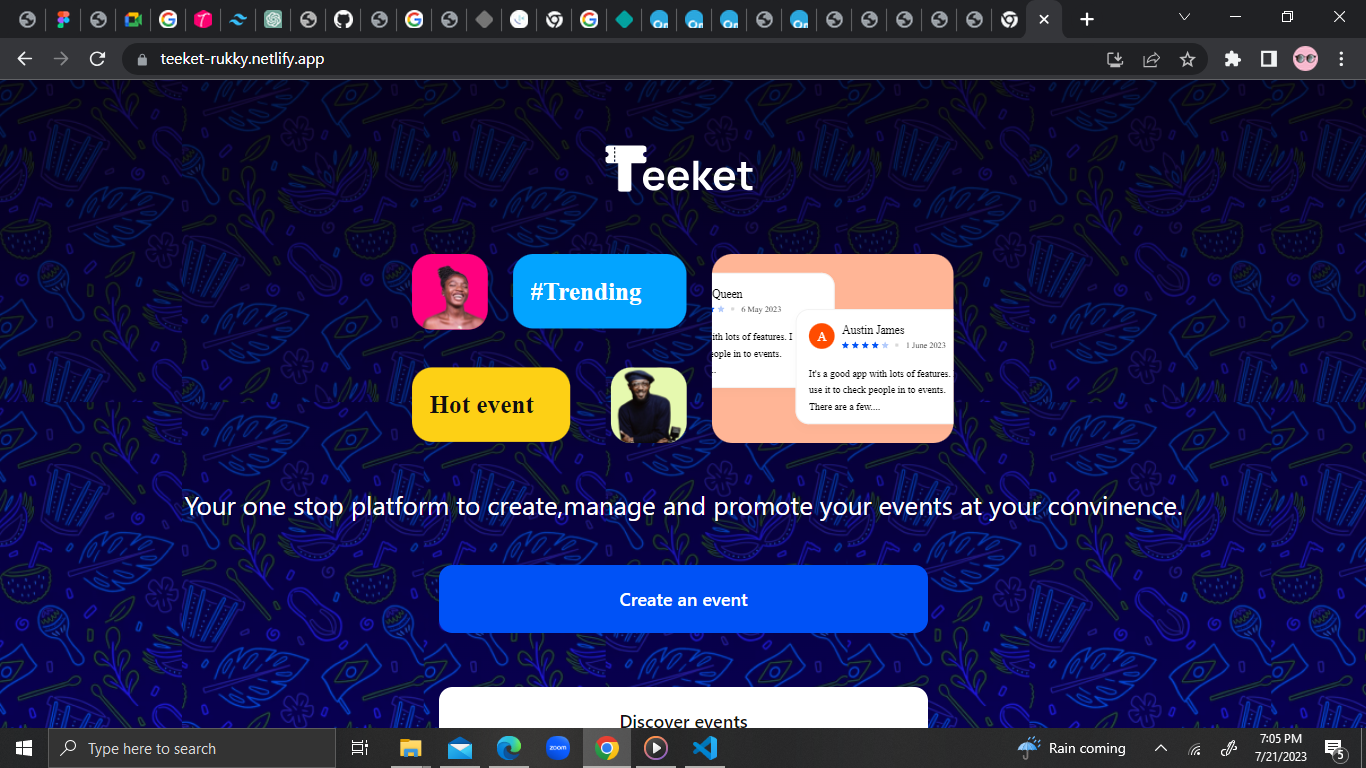 teeket-rukky.netlify.app
Teeket
#Trending
Hot event
Queen
6 May 2023
ith lots of features. I
eople in to events.
..
A
Austin James
1 June 2023
It's a good app with lots of features.
use it to check people in to events.
There are a few....
Your one stop platform to create,manage and promote your events at your convinence.
Create an event
Discover events
Type here to search
zoom
Rain coming
7:05 PM
7/21/2023
5